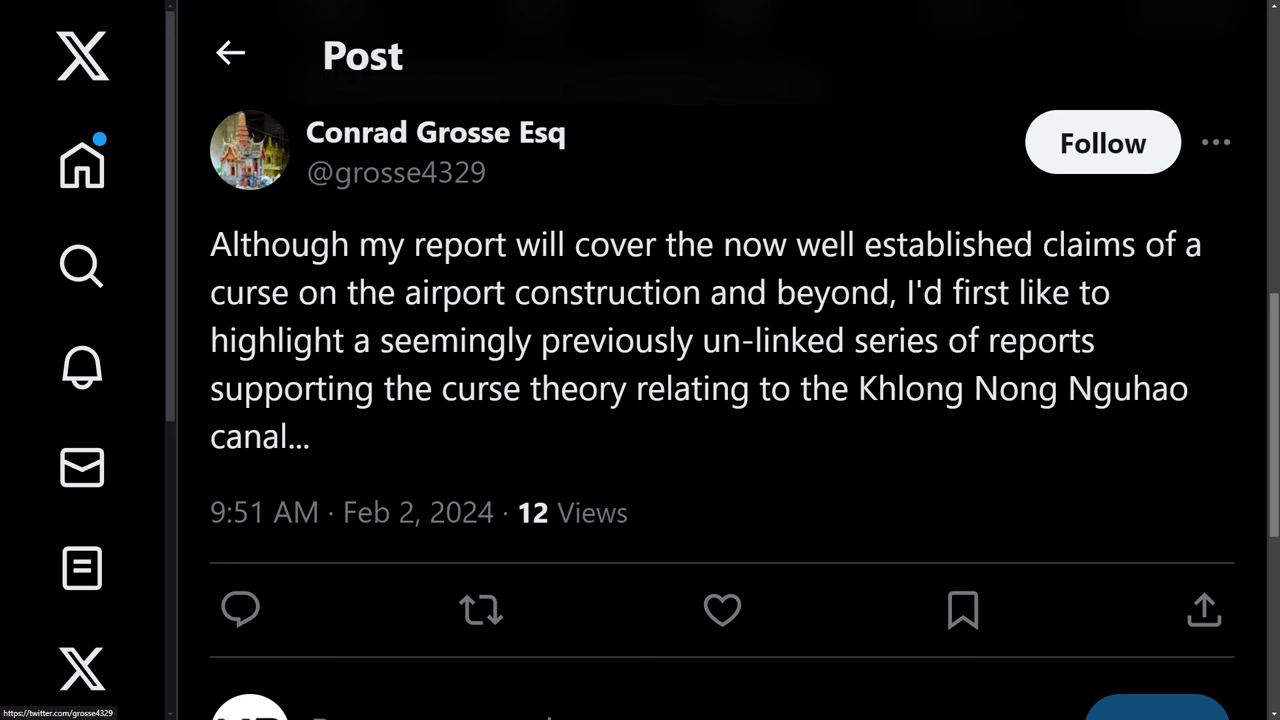 Post
Conrad Grosse Esq
@grosse4329
Follow
Although my report will cover the now well established claims of a
curse on the airport construction and beyond, I'd first like to
highlight a seemingly previously un-linked series of reports
supporting the curse theory relating to the Khlong Nong Nguhao
canal...
9:51 AM · Feb 2, 2024 · 12 Views
https://twitter.com/grosse4329